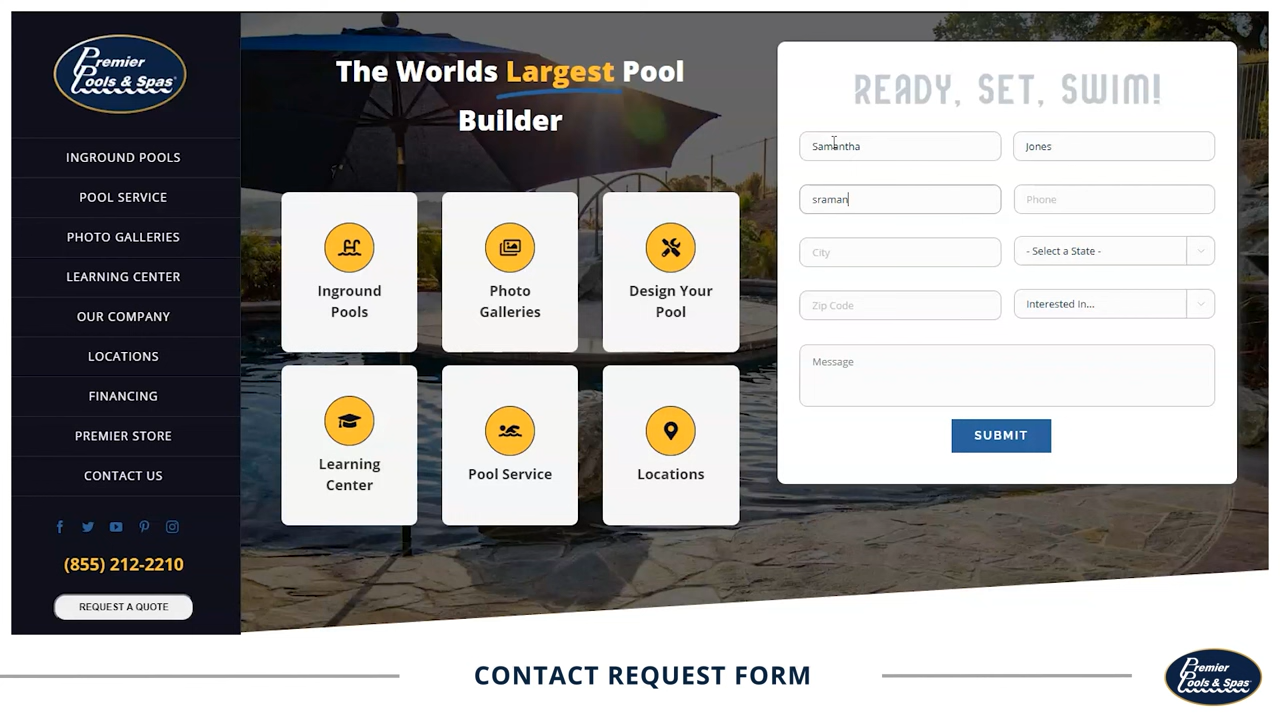 Premier
Pools & Spas
INGROUND POOLS
POOL SERVICE
PHOTO GALLERIES
LEARNING CENTER
OUR COMPANY
LOCATIONS
FINANCING
PREMIER STORE
CONTACT US
(855) 212-2210
REQUEST A QUOTE
The Worlds Largest Pool
Builder
Inground
Pools
Photo
Galleries
Design Your
Pool
Learning
Center
Pool Service
Locations
READY, SET, SWIM!
Samantha
Jones
sraman
Phone
City
- Select a State -
Zip Code
Interested In...
Message
SUBMIT
CONTACT REQUEST FORM
Premier
Pools & Spas